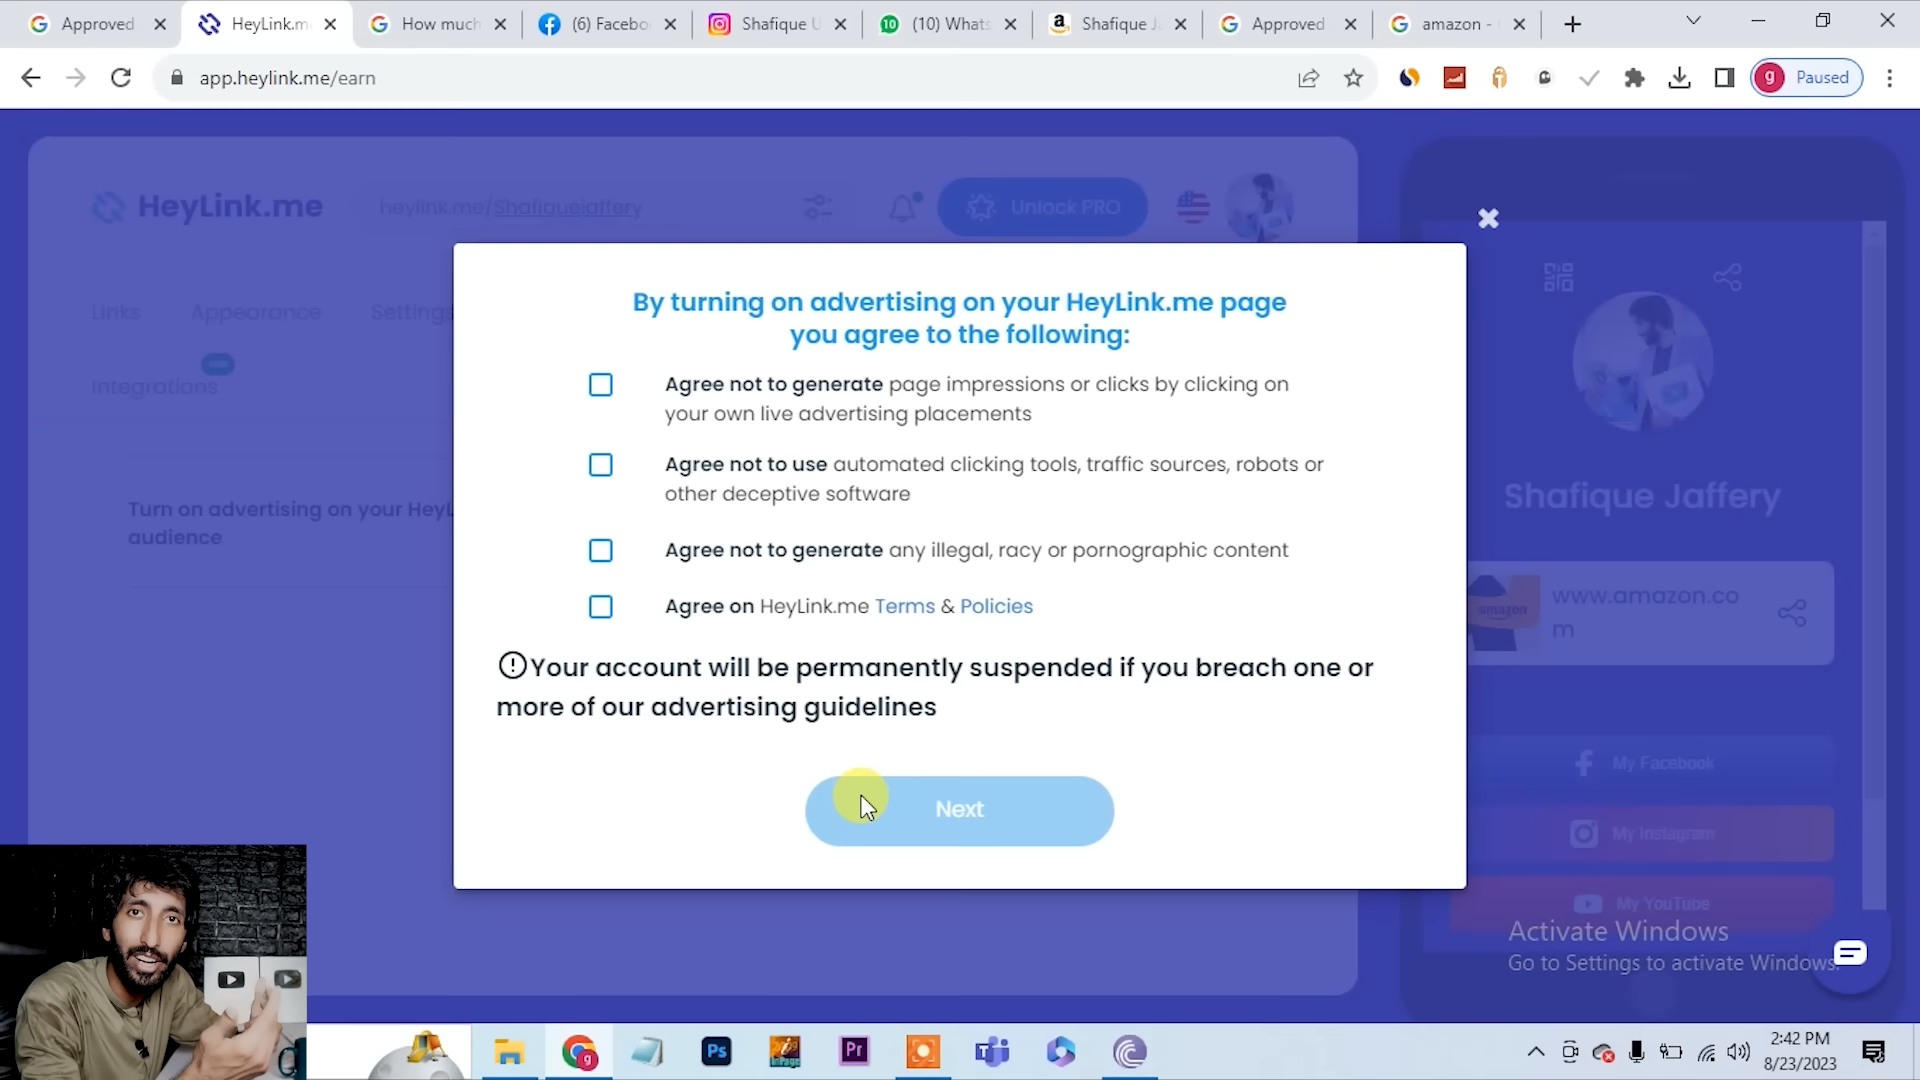 Approved
HeyLink.m
How much
(6) Facebo
Shafique U
(10) Whats
Shafique Ja
Approved
amazon -
app.heylink.me/earn
g
Paused
HeyLink.me
heylink.me/Shafiquejaffery
Unlock PRO
Links
Appearance
Settings
Integrations
Turn on advertising on your HeyL
audience
By turning on advertising on your HeyLink.me page
you agree to the following:
Agree not to generate page impressions or clicks by clicking on
your own live advertising placements
Agree not to use automated clicking tools, traffic sources, robots or
other deceptive software
Agree not to generate any illegal, racy or pornographic content
Agree on HeyLink.me Terms & Policies
Your account will be permanently suspended if you breach one or
more of our advertising guidelines
Next
Shafique Jaffery
amazon
www.amazon.co
m
My Facebook
My Instagram
My YouTube
Activate Windows
Go to Settings to activate Windows.
Ps
Pr
2:42 PM
8/23/2023